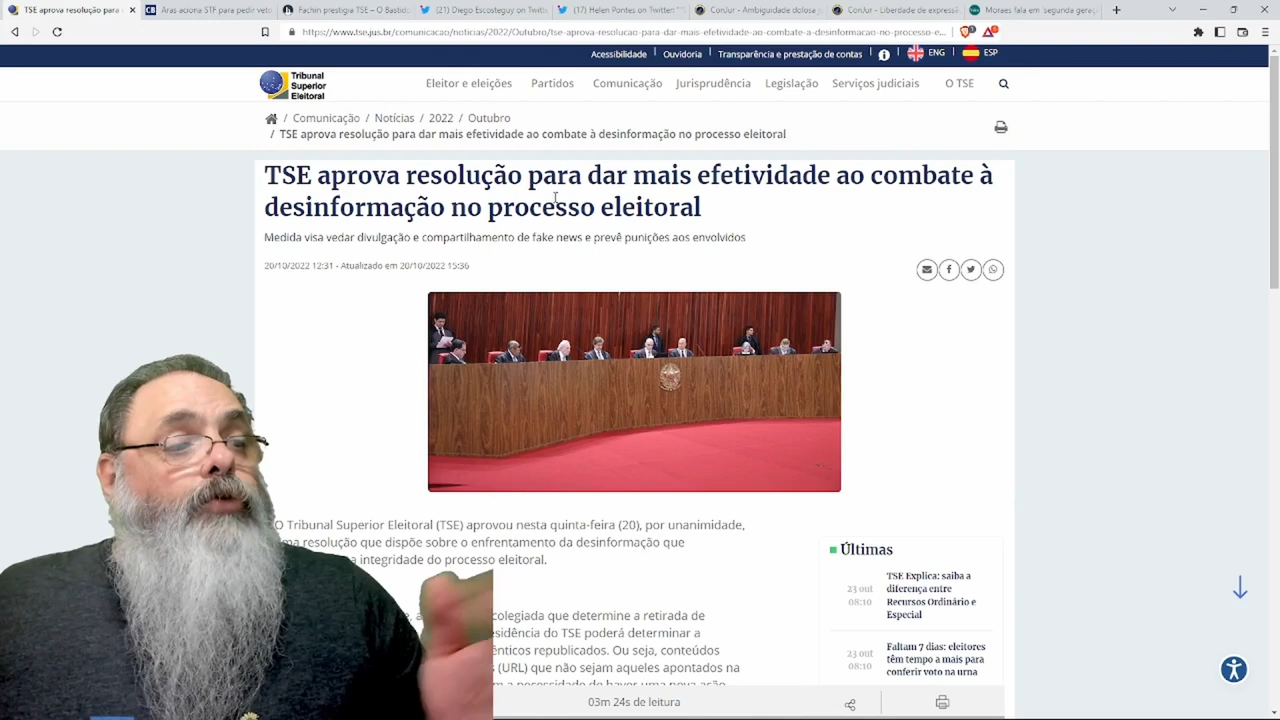 TSE aprova resolução para
Aras aciona STF para pedir veto
Fachin prestigia TSE – O Bastid
(21) Diego Escosteguy on Twitt
(17) Helen Pontes on Twitter: "
ConJur - Ambiguidade dolosa
ConJur - Liberdade de expressã
Moraes fala em 'Segunda geraç
https://www.tse.jus.br/comunicacao/noticias/2022/Outubro/tse-aprova-resolucao-para-dar-mais-efetividade-ao-combate-a-desinformacao-no-processo-e...
Acessibilidade
Ouvidoria
Transparência e prestação de contas
ENG
ESP
Tribunal
Superior
Eleitoral
Eleitor e eleições
Partidos
Comunicação
Jurisprudência
Legislação
Serviços judiciais
O TSE
/ Comunicação / Notícias / 2022 / Outubro
/ TSE aprova resolução para dar mais efetividade ao combate à desinformação no processo eleitoral
TSE aprova resolução para dar mais efetividade ao combate à
desinformação no processo eleitoral
Medida visa vedar divulgação e compartilhamento de fake news e prevê punições aos envolvidos
20/10/2022 12:31 - Atualizado em 20/10/2022 15:36
O Tribunal Superior Eleitoral (TSE) aprovou nesta quinta-feira (20), por unanimidade,
ma resolução que dispõe sobre o enfrentamento da desinformação que
integridade do processo eleitoral.
colegiada que determine a retirada de
esidência do TSE poderá determinar a
ênticos republicados. Ou seja, conteúdos
(URL) que não sejam aqueles apontados na
a necessidade de haver uma nova ação
Últimas
23 out
08:10
TSE Explica: saiba a
diferença entre
Recursos Ordinário e
Especial
23 out
08:10
Faltam 7 dias: eleitores
têm tempo a mais para
conferir voto na urna
03m 24s de leitura